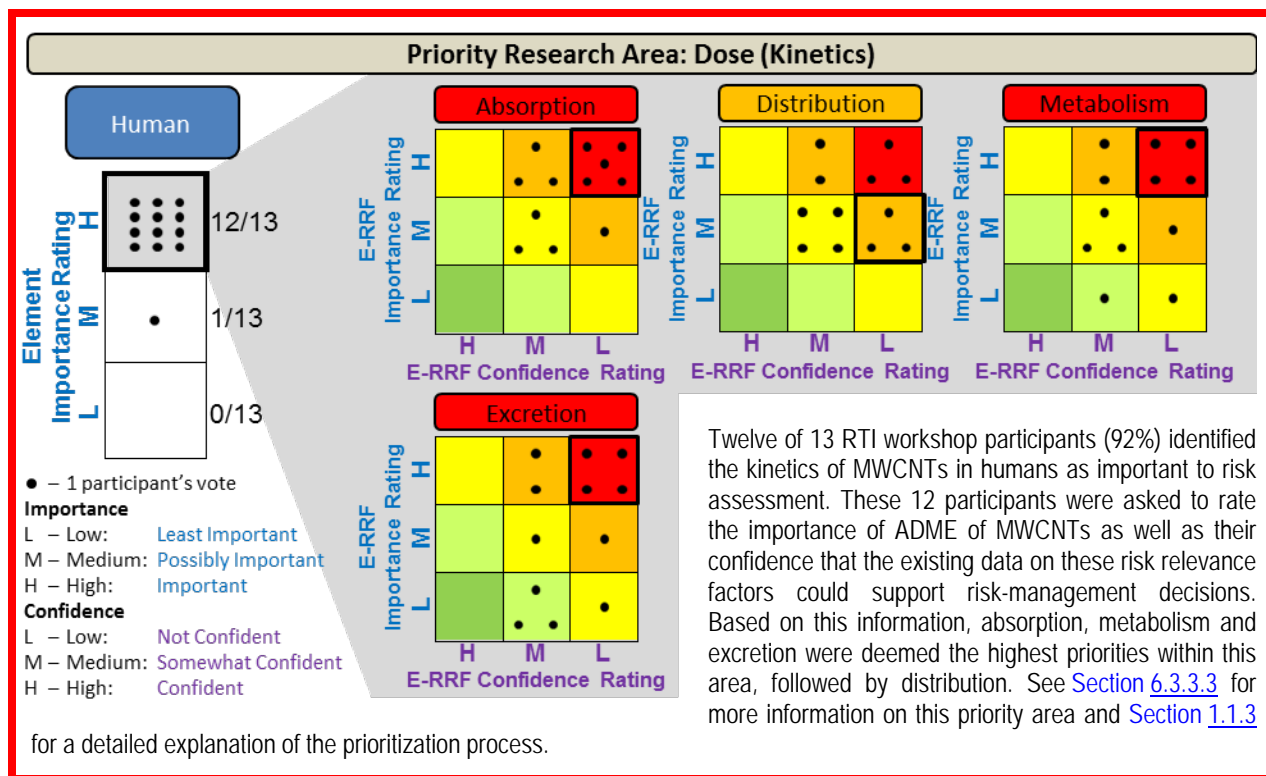 Priority Research Area: Dose (Kinetics)
Human
Element
Importance Rating
H
M
L
12/13
1/13
0/13
Absorption
E-RRF
Importance Rating
H
M
L
H M L
E-RRF Confidence Rating
Distribution
E-RRF
Importance Rating
H
M
L
H M L
E-RRF Confidence Rating
Metabolism
E-RRF
Importance Rating
H
M
L
H M L
E-RRF Confidence Rating
Excretion
E-RRF
Importance Rating
H
M
L
H M L
E-RRF Confidence Rating
● – 1 participant's vote
Importance
L – Low: Least Important
M – Medium: Possibly Important
H – High: Important
Confidence
L – Low: Not Confident
M – Medium: Somewhat Confident
H – High: Confident
Twelve of 13 RTI workshop participants (92%) identified
the kinetics of MWCNTs in humans as important to risk
assessment. These 12 participants were asked to rate
the importance of ADME of MWCNTs as well as their
confidence that the existing data on these risk relevance
factors could support risk-management decisions.
Based on this information, absorption, metabolism and
excretion were deemed the highest priorities within this
area, followed by distribution. See Section 6.3.3.3 for
more information on this priority area and Section 1.1.3
for a detailed explanation of the prioritization process.